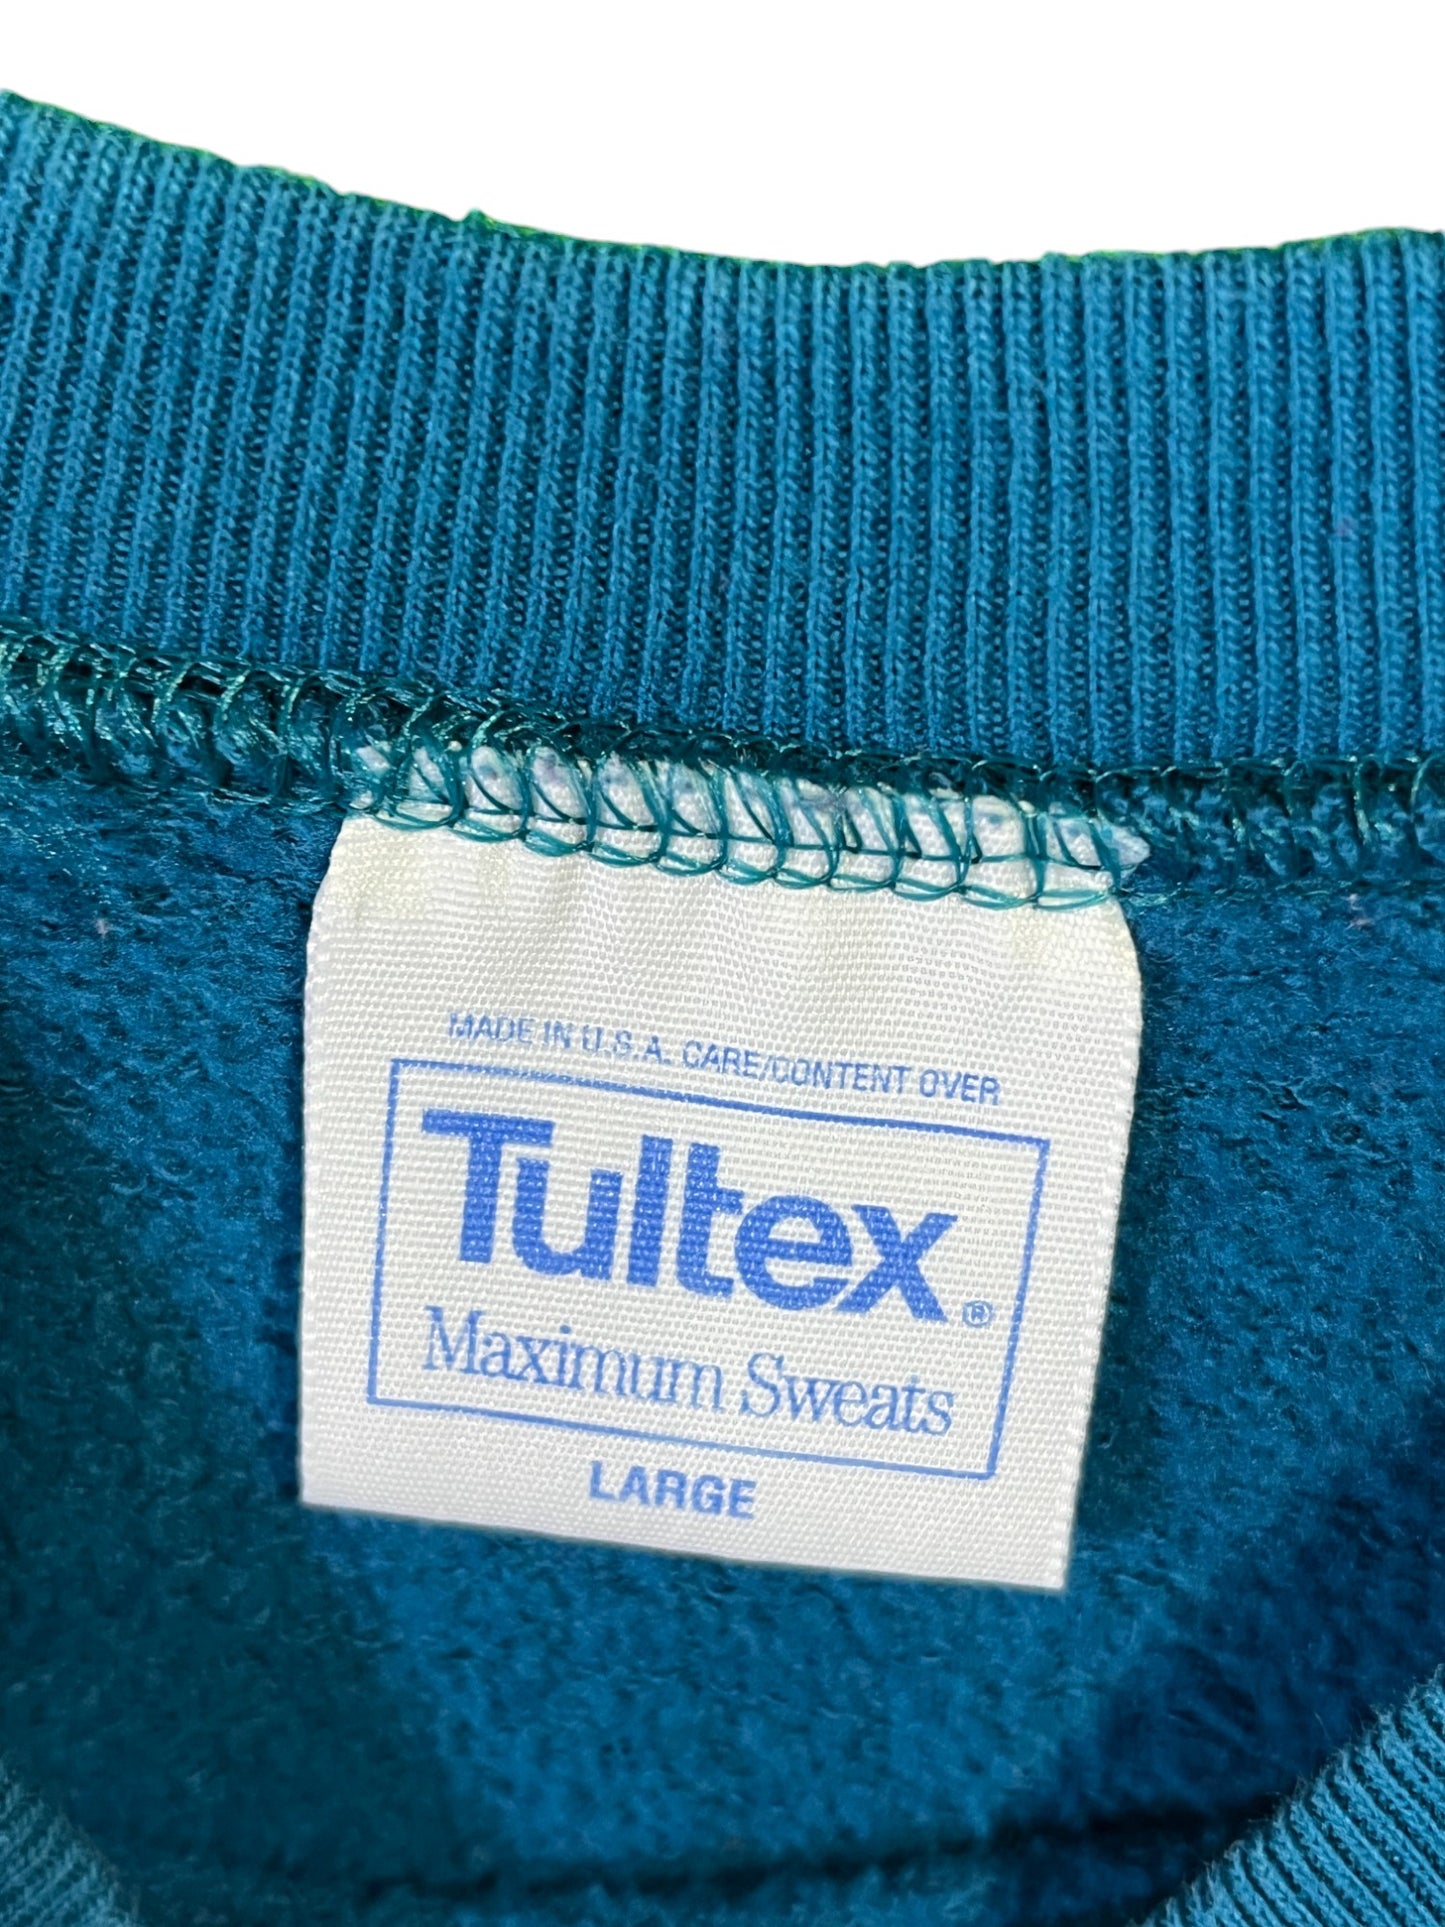 MADE IN U.S.A. CARE/CONTENT OVER
Tultex®
Maximum Sweats
LARGE